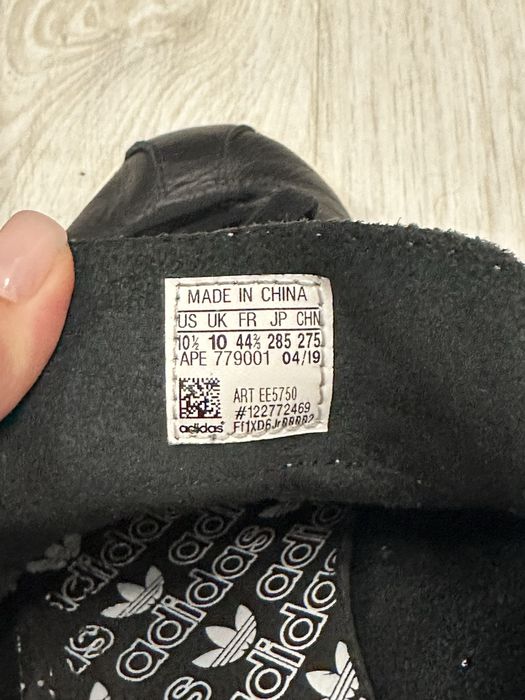 MADE IN CHINA
US UK FR JP CHN
10½ 10 44⅔ 285 275
APE 779001 04/19
ART EE5750
#122772469
adidas
adidas
adidas
adidas
adidas